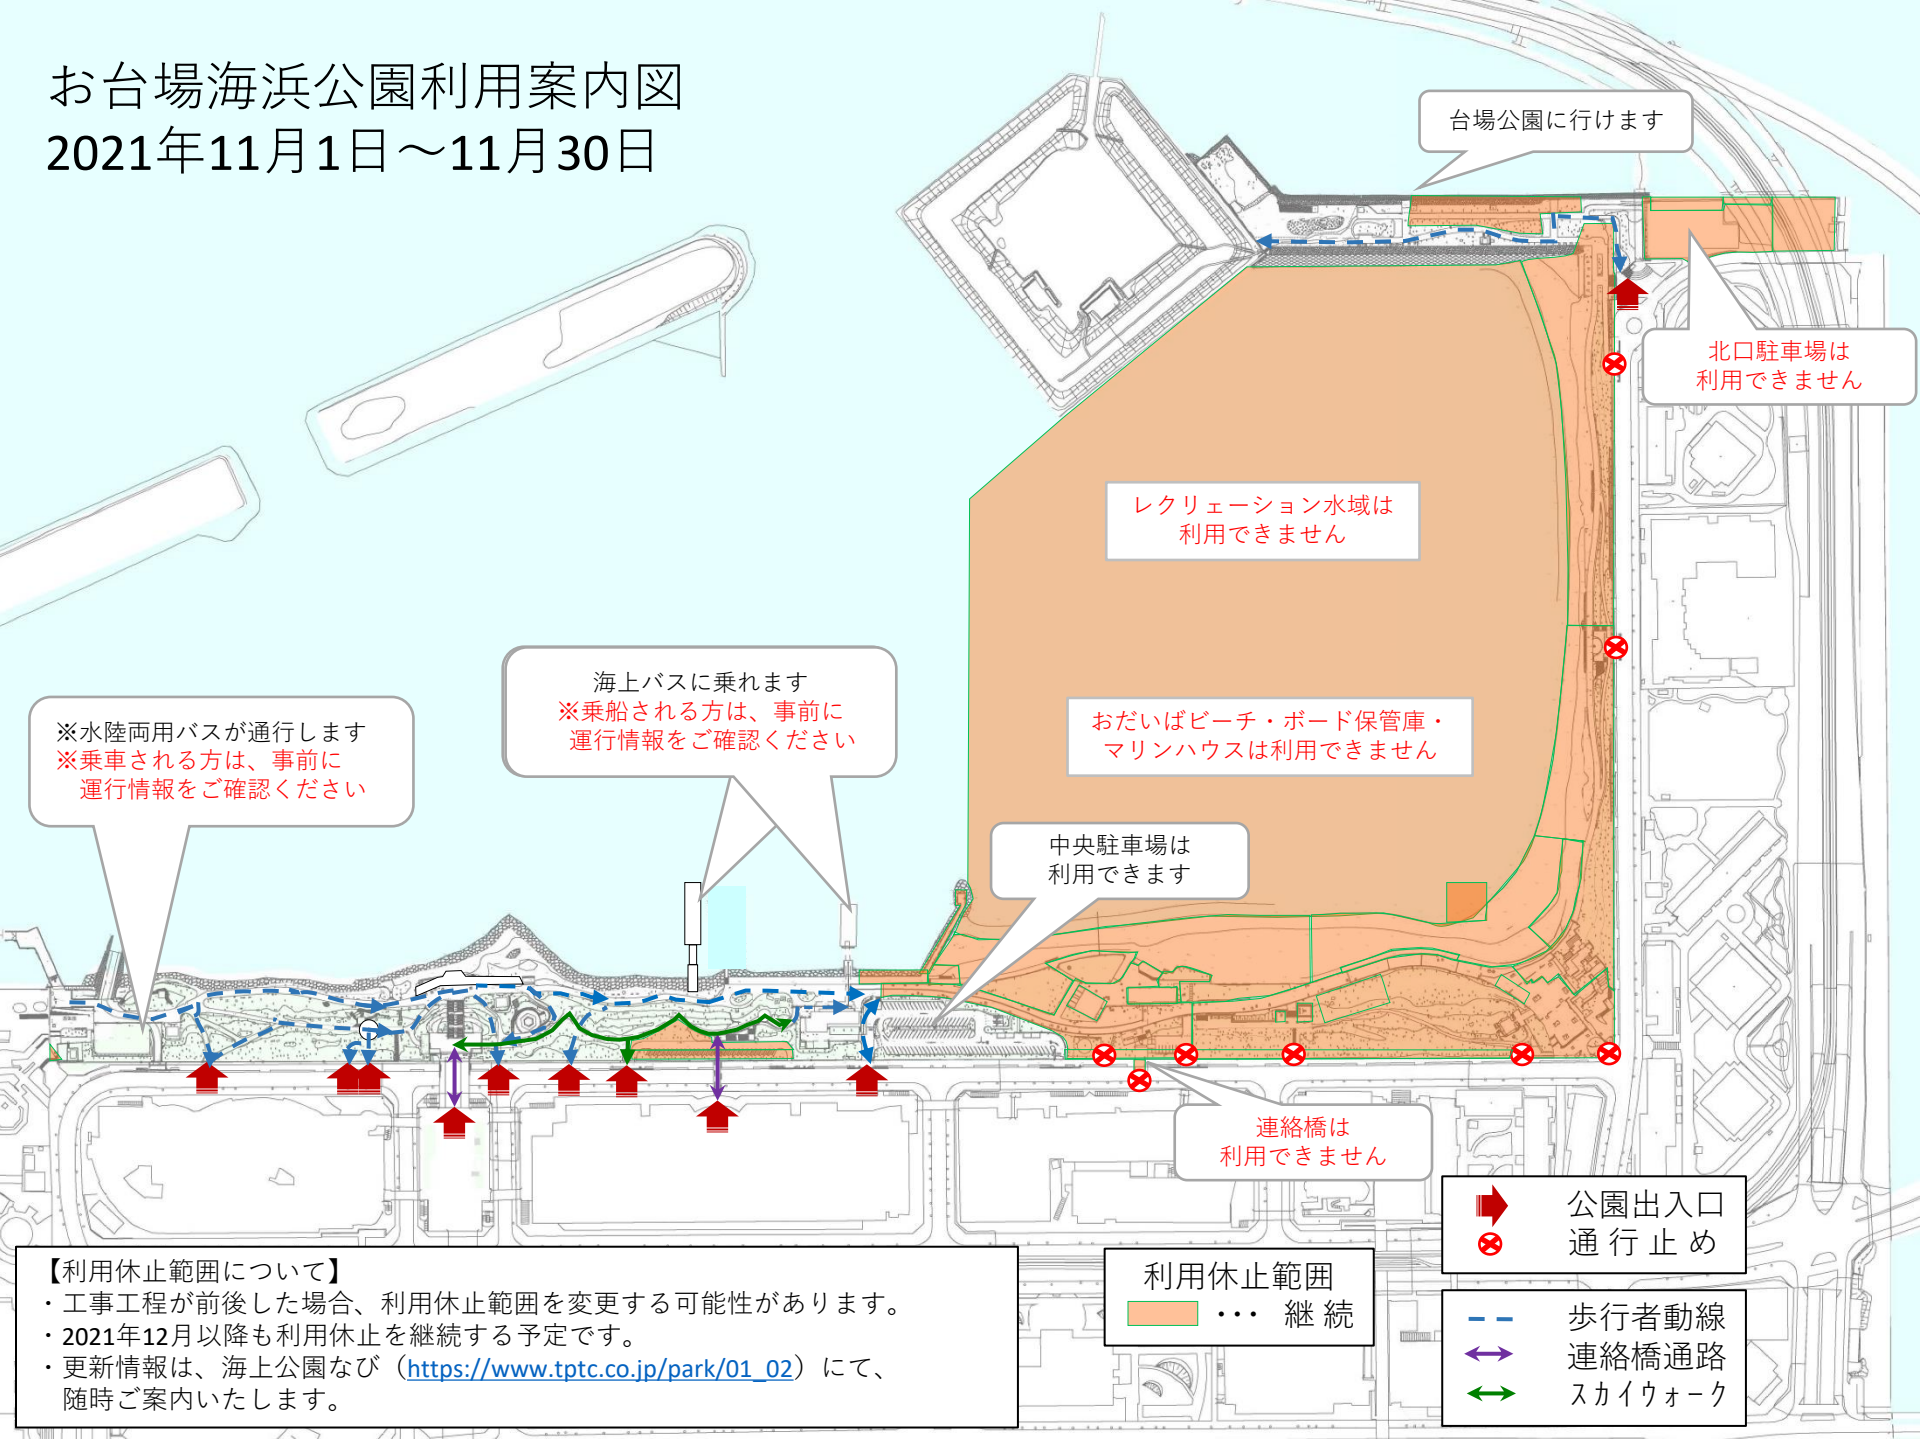 お台場海浜公園利用案内図
2021年11月1日～11月30日
台場公園に行けます
北口駐車場は
利用できません
レクリェーション水域は
利用できません
海上バスに乗れます
※乗船される方は、事前に
運行情報をご確認ください
※水陸両用バスが通行します
※乗車される方は、事前に
運行情報をご確認ください
おだいばビーチ・ボード保管庫・
マリンハウスは利用できません
中央駐車場は
利用できます
連絡橋は
利用できません
公園出入口
通行止め
【利用休止範囲について】
・工事工程が前後した場合、利用休止範囲を変更する可能性があります。
・2021年12月以降も利用休止を継続する予定です。
・更新情報は、海上公園なび（https://www.tptc.co.jp/park/01_02）にて、
随時ご案内いたします。
利用休止範囲
… 継続
歩行者動線
連絡橋通路
スカイウォーク